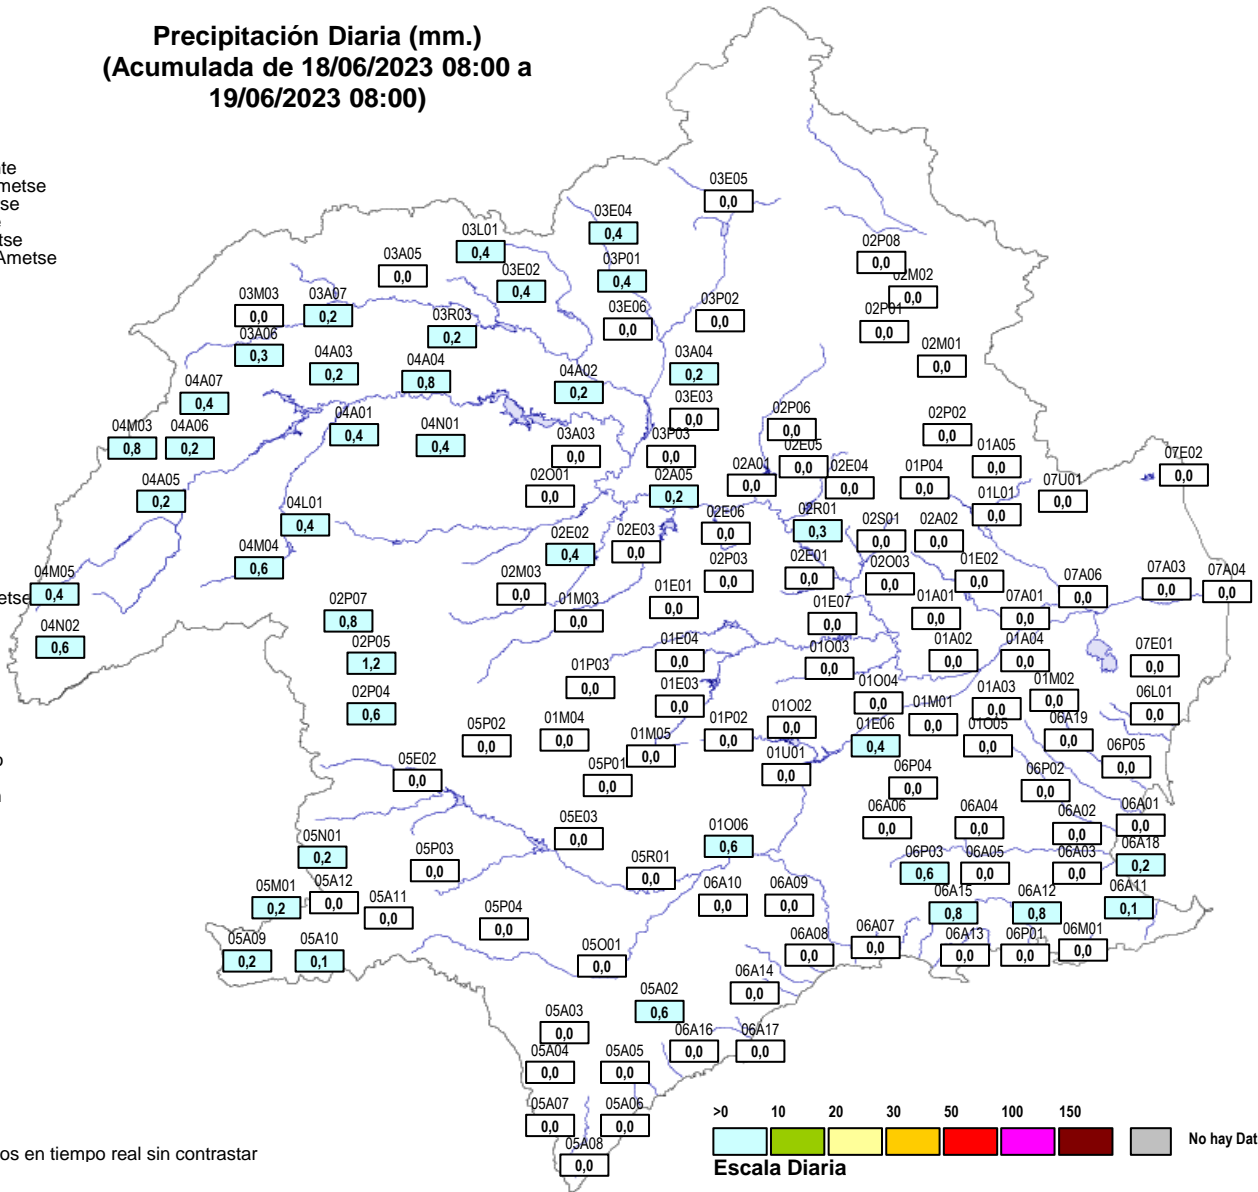 Precipitación Diaria (mm.)
(Acumulada de 18/06/2023 08:00 a
19/06/2023 08:00)
03E05
0,0
03E04
0,4
03L01
0,4
03A05
0,0
03E02
0,4
03P01
0,4
02P08
0,0
02M02
0,0
03M03
0,0
03A07
0,2
03R03
0,2
03E06
0,0
03P02
0,0
02P01
0,0
03A06
0,3
04A03
0,2
04A04
0,8
04A02
0,2
03A04
0,2
02M01
0,0
04A07
0,4
03E03
0,0
04M03
0,8
04A06
0,2
04A01
0,4
04N01
0,4
03A03
0,0
03P03
0,0
02P06
0,0
02P02
0,0
02E05
0,0
01A05
0,0
07E02
0,0
04A05
0,2
02O01
0,0
02A05
0,2
02A01
0,0
02E04
0,0
01P04
0,0
07U01
0,0
01L01
0,0
04L01
0,4
02E06
0,0
02R01
0,3
02S01
0,0
02A02
0,0
04M04
0,6
02E02
0,4
02E03
0,0
02P03
0,0
02E01
0,0
02O03
0,0
01E02
0,0
04M05
0,4
02M03
0,0
01M03
0,0
01E01
0,0
01E07
0,0
01A01
0,0
07A01
0,0
07A06
0,0
07A03
0,0
07A04
0,0
04N02
0,6
02P07
0,8
02P05
1,2
02P04
0,6
01E04
0,0
01O03
0,0
01A02
0,0
01A04
0,0
07E01
0,0
01P03
0,0
01E03
0,0
01O04
0,0
01A03
0,0
01M02
0,0
06L01
0,0
05P02
0,0
01M04
0,0
01M05
0,0
01P02
0,0
01O02
0,0
01E06
0,4
01M01
0,0
01O05
0,0
06A19
0,0
06P05
0,0
05E02
0,0
05P01
0,0
01U01
0,0
06P04
0,0
06P02
0,0
05E03
0,0
06A06
0,0
06A04
0,0
06A02
0,0
06A01
0,0
05N01
0,2
05P03
0,0
05R01
0,0
01O06
0,6
06P03
0,6
06A05
0,0
06A03
0,0
06A18
0,2
05M01
0,2
05A12
0,0
05A11
0,0
05P04
0,0
06A10
0,0
06A09
0,0
06A15
0,8
06A12
0,8
06A11
0,1
05A09
0,2
05A10
0,1
05O01
0,0
06A08
0,0
06A07
0,0
06A13
0,0
06P01
0,0
06M01
0,0
05A02
0,6
06A14
0,0
05A03
0,0
06A16
0,0
06A17
0,0
05A04
0,0
05A05
0,0
05A07
0,0
05A06
0,0
05A08
0,0
>0 10 20 30 50 100 150
No hay Dat
Escala Diaria
os en tiempo real sin contrastar